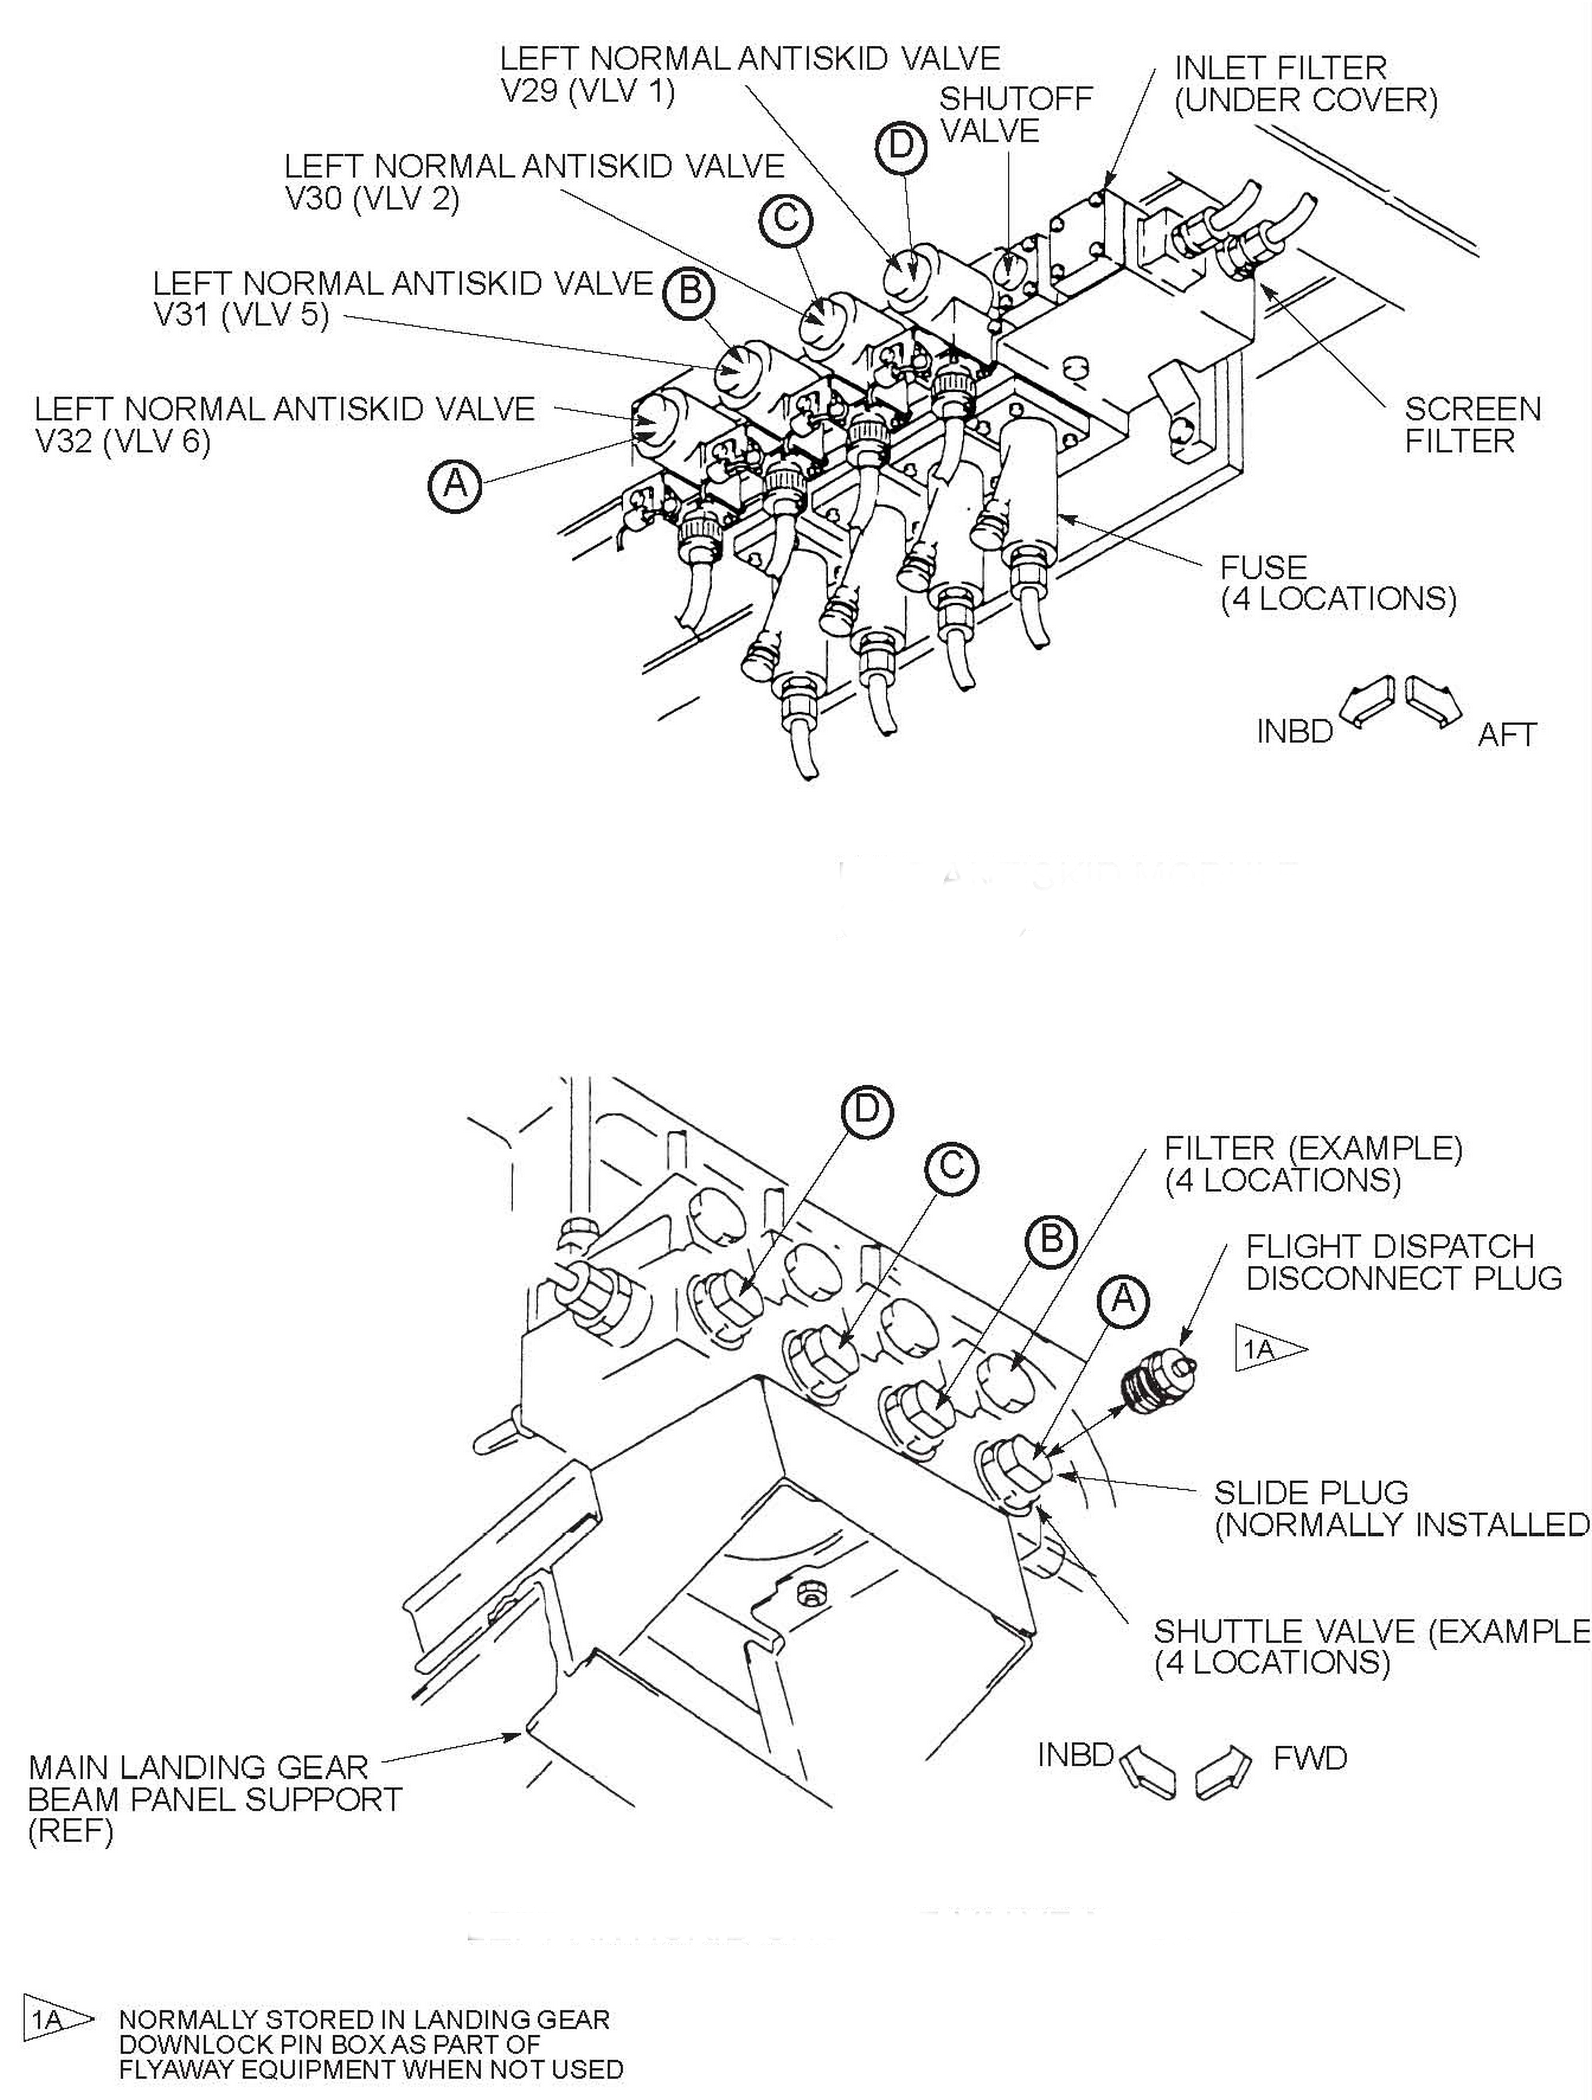 LEFT NORMAL ANTISKID VALVE
V29 (VLV 1)
SHUTOFF
VALVE
INLET FILTER
(UNDER COVER)
D
LEFT NORMAL ANTISKID VALVE
V30 (VLV 2)
C
LEFT NORMAL ANTISKID VALVE
V31 (VLV 5)
B
LEFT NORMAL ANTISKID VALVE
V32 (VLV 6)
A
SCREEN
FILTER
FUSE
(4 LOCATIONS)
INBD
AFT
D
C
B
A
FILTER (EXAMPLE)
(4 LOCATIONS)
FLIGHT DISPATCH
DISCONNECT PLUG
1A
SLIDE PLUG
(NORMALLY INSTALLED
SHUTTLE VALVE (EXAMPLE
(4 LOCATIONS)
INBD
FWD
MAIN LANDING GEAR
BEAM PANEL SUPPORT
(REF)
1A
NORMALLY STORED IN LANDING GEAR
DOWNLOCK PIN BOX AS PART OF
FLYAWAY EQUIPMENT WHEN NOT USED